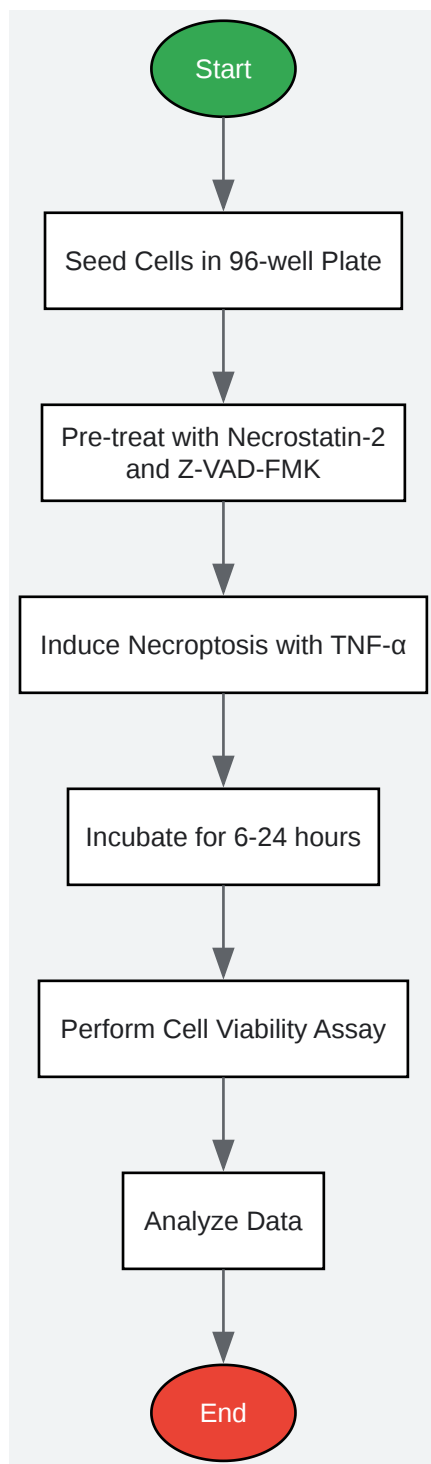 Start
Seed Cells in 96-well Plate
Pre-treat with Necrostatin-2
and Z-VAD-FMK
Induce Necroptosis with TNF-α
Incubate for 6-24 hours
Perform Cell Viability Assay
Analyze Data
End